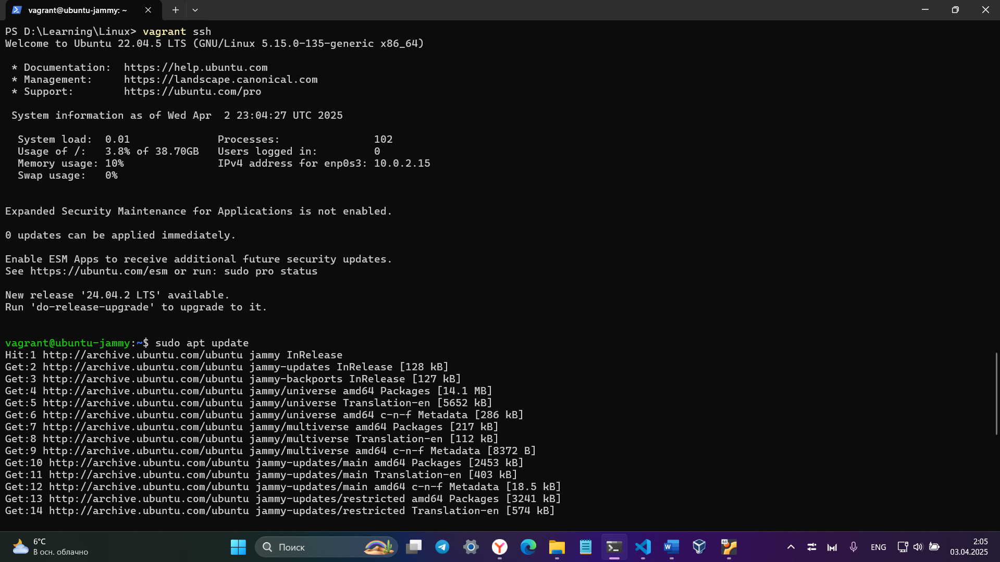 vagrant@ubuntu-jammy: ~
PS D:\Learning\Linux> vagrant ssh
Welcome to Ubuntu 22.04.5 LTS (GNU/Linux 5.15.0-135-generic x86_64)
* Documentation:  https://help.ubuntu.com
* Management:     https://landscape.canonical.com
* Support:        https://ubuntu.com/pro
System information as of Wed Apr  2 23:04:27 UTC 2025
System load:  0.01              Processes:               102
Usage of /:   3.8% of 38.70GB   Users logged in:         0
Memory usage: 10%               IPv4 address for enp0s3: 10.0.2.15
Swap usage:   0%
Expanded Security Maintenance for Applications is not enabled.
0 updates can be applied immediately.
Enable ESM Apps to receive additional future security updates.
See https://ubuntu.com/esm or run: sudo pro status
New release '24.04.2 LTS' available.
Run 'do-release-upgrade' to upgrade to it.
vagrant@ubuntu-jammy:~$ sudo apt update
Hit:1 http://archive.ubuntu.com/ubuntu jammy InRelease
Get:2 http://archive.ubuntu.com/ubuntu jammy-updates InRelease [128 kB]
Get:3 http://archive.ubuntu.com/ubuntu jammy-backports InRelease [127 kB]
Get:4 http://archive.ubuntu.com/ubuntu jammy/universe amd64 Packages [14.1 MB]
Get:5 http://archive.ubuntu.com/ubuntu jammy/universe Translation-en [5652 kB]
Get:6 http://archive.ubuntu.com/ubuntu jammy/universe amd64 c-n-f Metadata [286 kB]
Get:7 http://archive.ubuntu.com/ubuntu jammy/multiverse amd64 Packages [217 kB]
Get:8 http://archive.ubuntu.com/ubuntu jammy/multiverse Translation-en [112 kB]
Get:9 http://archive.ubuntu.com/ubuntu jammy/multiverse amd64 c-n-f Metadata [8372 B]
Get:10 http://archive.ubuntu.com/ubuntu jammy-updates/main amd64 Packages [2453 kB]
Get:11 http://archive.ubuntu.com/ubuntu jammy-updates/main Translation-en [403 kB]
Get:12 http://archive.ubuntu.com/ubuntu jammy-updates/main amd64 c-n-f Metadata [18.5 kB]
Get:13 http://archive.ubuntu.com/ubuntu jammy-updates/restricted amd64 Packages [3241 kB]
Get:14 http://archive.ubuntu.com/ubuntu jammy-updates/restricted Translation-en [574 kB]
6°C
В осн. облачно
Поиск
64
ENG
2:05
03.04.2025